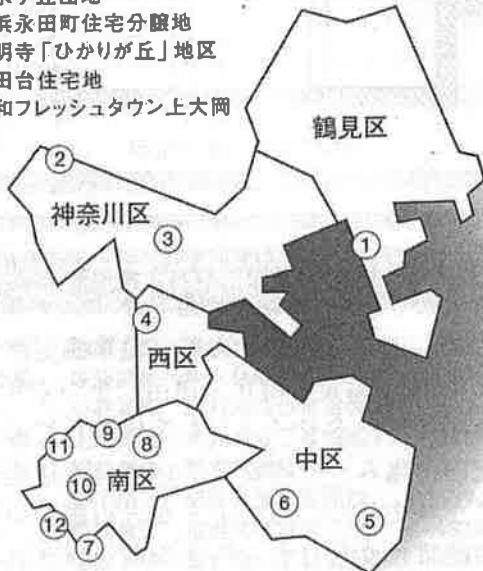 浜永田町住宅分譲地
明寺「ひかりが丘」地区
田台住宅地
和フレッシュタウン上大岡
鶴見区
②
神奈川区
③
①
④
西区
⑪
⑨
⑧
中区
⑩
南区
⑥
⑤
⑫
⑦